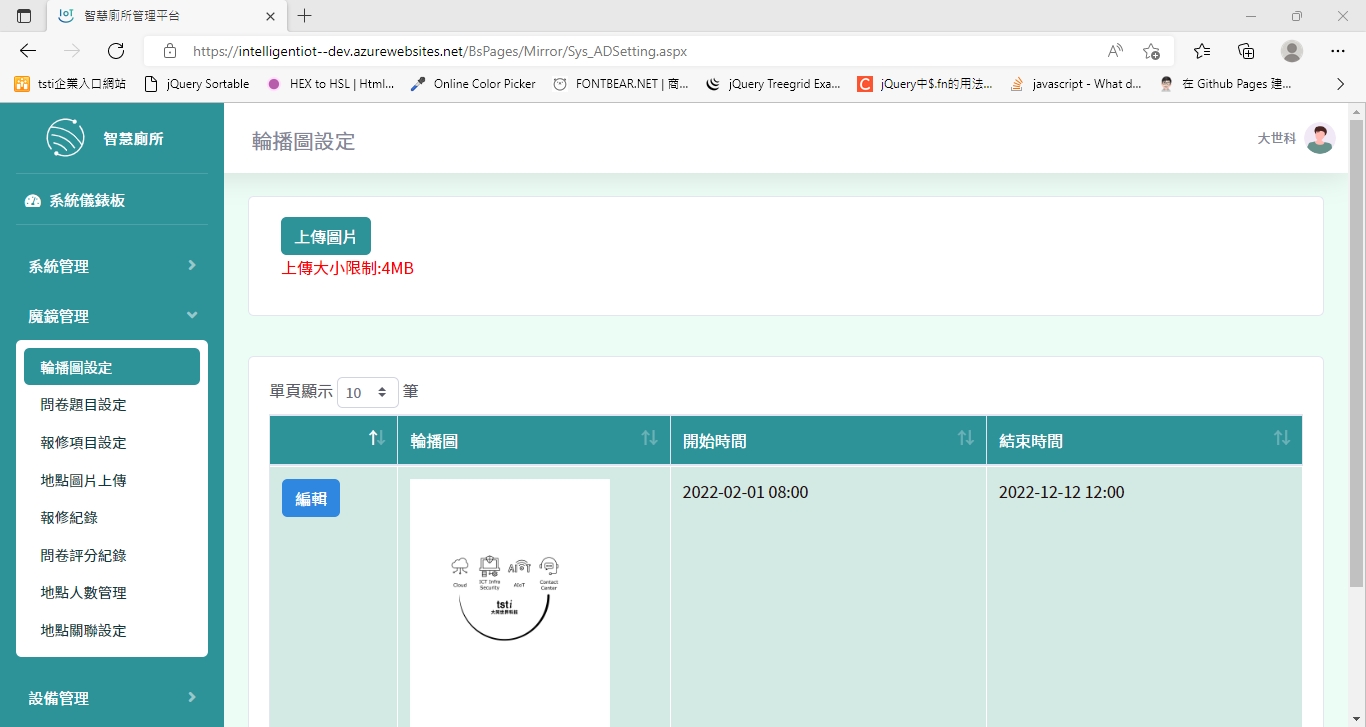 智慧廁所管理平台
https://intelligentiot--dev.azurewebsites.net/BsPages/Mirror/Sys_ADSetting.aspx
tsti企業入口網站 jQuery Sortable HEX to HSL | Html... Online Color Picker FONTBEAR.NET | 商... jQuery Treegrid Exa... jQuery中$.fn的用法... javascript - What d... 在 Github Pages 建...
智慧廁所
輪播圖設定
大世科
系統儀錶板
系統管理
魔鏡管理
輪播圖設定
問卷題目設定
報修項目設定
地點圖片上傳
報修紀錄
問卷評分紀錄
地點人數管理
地點關聯設定
設備管理
上傳圖片
上傳大小限制:4MB
單頁顯示 10 筆
輪播圖 開始時間 結束時間
編輯 2022-02-01 08:00 2022-12-12 12:00
Cloud ICT Infra Security AIoT Contact Center
tsti
大同世界科技